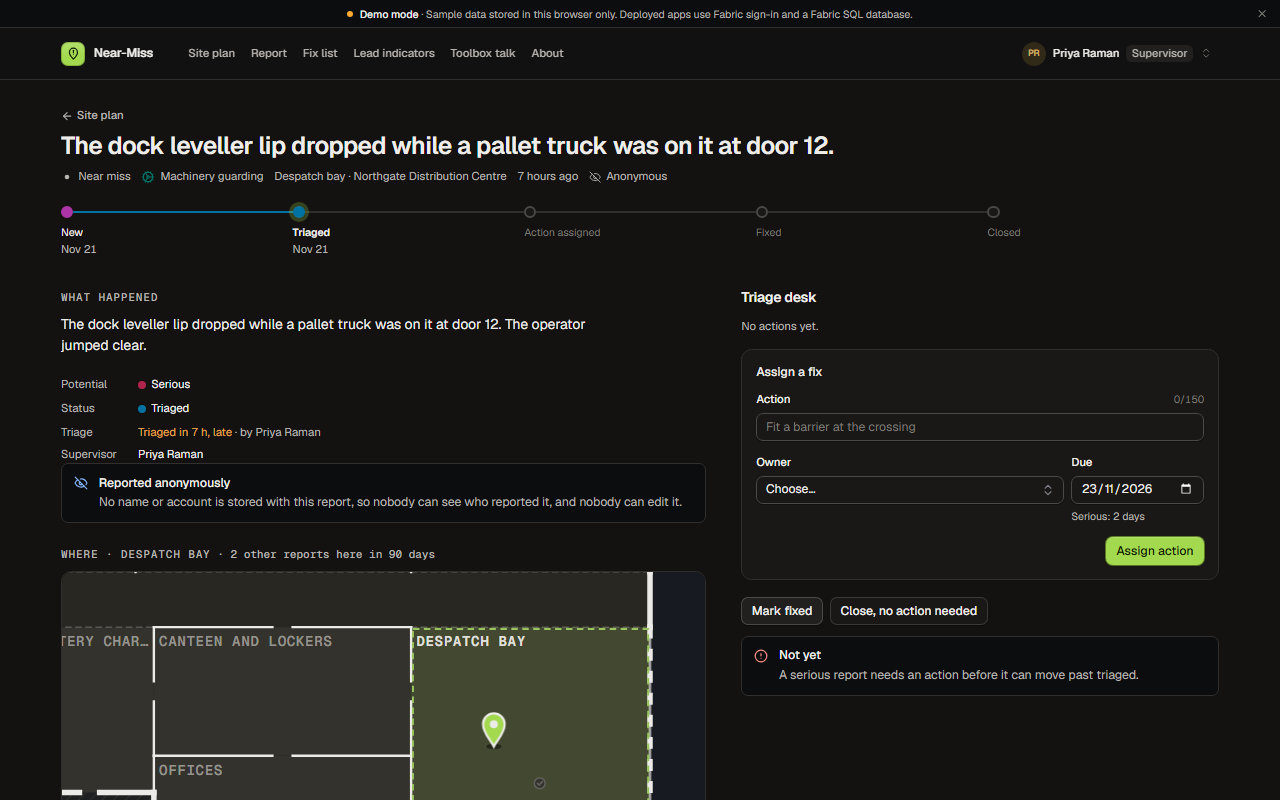 Demo mode · Sample data stored in this browser only. Deployed apps use Fabric sign-in and a Fabric SQL database.
Near-Miss
Site plan
Report
Fix list
Lead indicators
Toolbox talk
About
PR
Priya Raman
Supervisor
Site plan
The dock leveller lip dropped while a pallet truck was on it at door 12.
Near miss
Machinery guarding
Despatch bay · Northgate Distribution Centre
7 hours ago
Anonymous
New
Nov 21
Triaged
Nov 21
Action assigned
Fixed
Closed
WHAT HAPPENED
The dock leveller lip dropped while a pallet truck was on it at door 12. The operator
jumped clear.
Potential Serious
Status Triaged
Triage Triaged in 7 h, late · by Priya Raman
Supervisor Priya Raman
Reported anonymously
No name or account is stored with this report, so nobody can see who reported it, and nobody can edit it.
WHERE · DESPATCH BAY · 2 other reports here in 90 days
TERY CHAR…
CANTEEN AND LOCKERS
DESPATCH BAY
OFFICES
Triage desk
No actions yet.
Assign a fix
Action 0/150
Fit a barrier at the crossing
Owner
Choose…
Due
23/11/2026
Serious: 2 days
Assign action
Mark fixed
Close, no action needed
Not yet
A serious report needs an action before it can move past triaged.